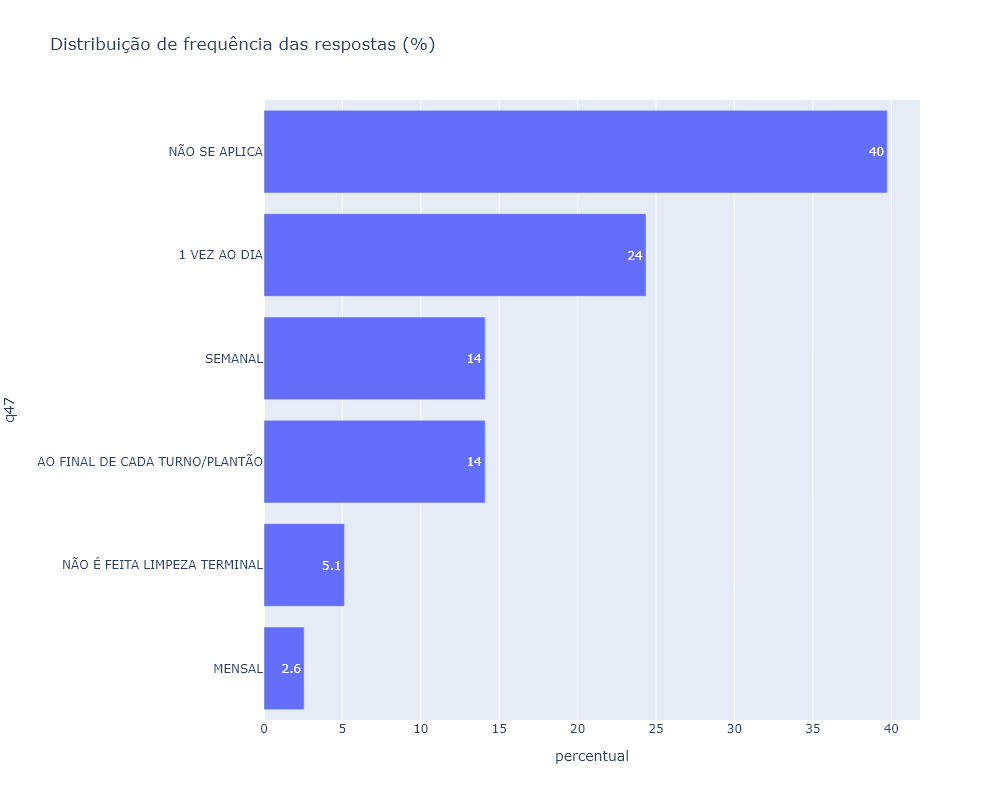 Distribuição de frequência das respostas (%)
NÃO SE APLICA
40
1 VEZ AO DIA
24
SEMANAL
14
q47
AO FINAL DE CADA TURNO/PLANTÃO
14
NÃO É FEITA LIMPEZA TERMINAL
5.1
MENSAL
2.6
0 5 10 15 20 25 30 35 40
percentual